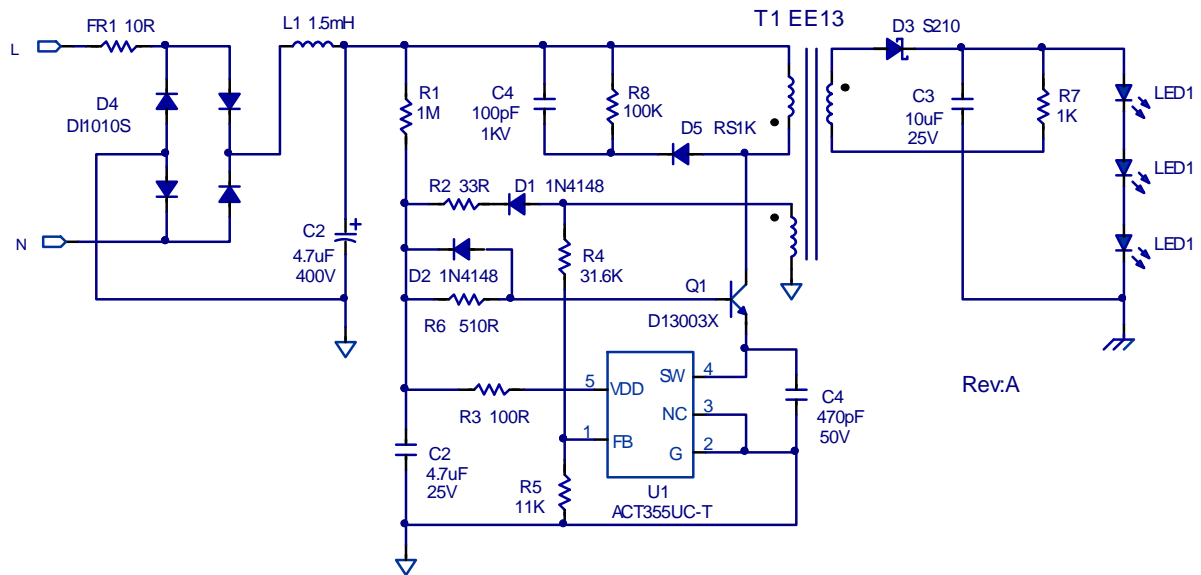 T1 EE13
FR1 10R
L1 1.5mH
D3 S210
L
D4
DI1010S
R1
1M
C4
100pF
1KV
R8
100K
D5 RS1K
C3
10uF
25V
R7
1K
LED1
LED1
LED1
R2 33R
D1 1N4148
N
C2
4.7uF
400V
D2 1N4148
R4
31.6K
R6 510R
Q1
D13003X
R3 100R
5
VDD
SW
4
NC
3
1
FB
G
2
C4
470pF
50V
Rev:A
C2
4.7uF
25V
R5
11K
U1
ACT355UC-T